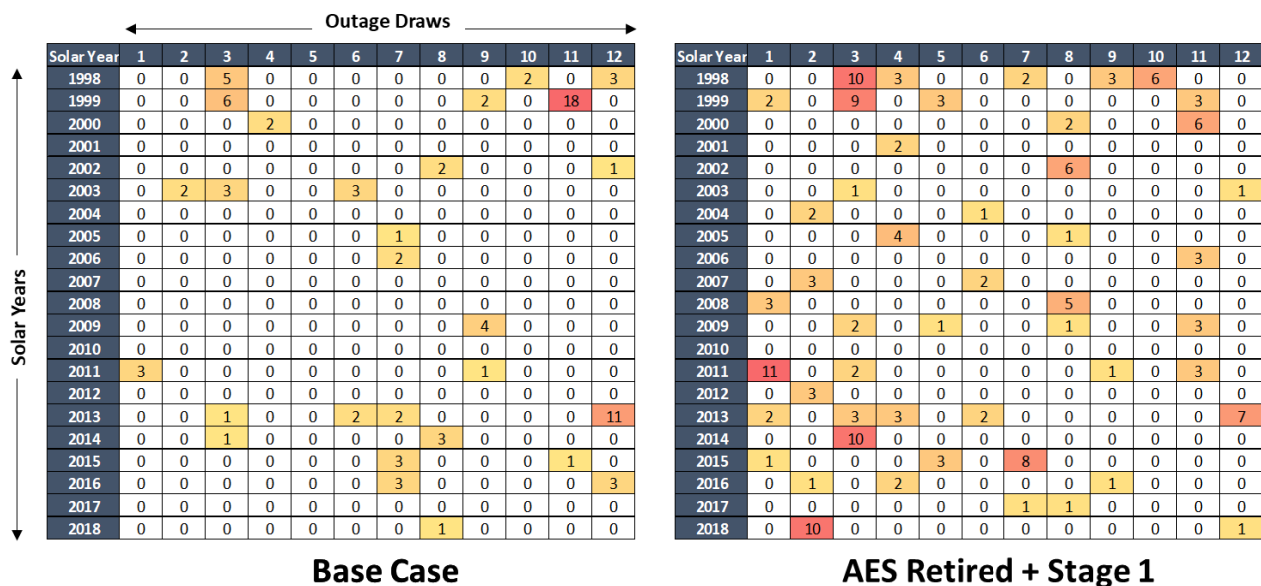 Outage Draws
Solar Years
Solar Year 1 2 3 4 5 6 7 8 9 10 11 12
1998 0 0 5 0 0 0 0 0 0 2 0 3
1999 0 0 6 0 0 0 0 0 2 0 18 0
2000 0 0 0 2 0 0 0 0 0 0 0 0
2001 0 0 0 0 0 0 0 0 0 0 0 0
2002 0 0 0 0 0 0 0 2 0 0 0 1
2003 0 2 3 0 0 3 0 0 0 0 0 0
2004 0 0 0 0 0 0 0 0 0 0 0 0
2005 0 0 0 0 0 0 1 0 0 0 0 0
2006 0 0 0 0 0 0 2 0 0 0 0 0
2007 0 0 0 0 0 0 0 0 0 0 0 0
2008 0 0 0 0 0 0 0 0 0 0 0 0
2009 0 0 0 0 0 0 0 0 4 0 0 0
2010 0 0 0 0 0 0 0 0 0 0 0 0
2011 3 0 0 0 0 0 0 0 1 0 0 0
2012 0 0 0 0 0 0 0 0 0 0 0 0
2013 0 0 1 0 0 2 2 0 0 0 0 11
2014 0 0 1 0 0 0 0 3 0 0 0 0
2015 0 0 0 0 0 0 3 0 0 0 1 0
2016 0 0 0 0 0 0 3 0 0 0 0 3
2017 0 0 0 0 0 0 0 0 0 0 0 0
2018 0 0 0 0 0 0 0 1 0 0 0 0
Base Case
Solar Year 1 2 3 4 5 6 7 8 9 10 11 12
1998 0 0 10 3 0 0 2 0 3 6 0 0
1999 2 0 9 0 3 0 0 0 0 0 3 0
2000 0 0 0 0 0 0 0 2 0 0 6 0
2001 0 0 0 2 0 0 0 0 0 0 0 0
2002 0 0 0 0 0 0 0 6 0 0 0 0
2003 0 0 1 0 0 0 0 0 0 0 0 1
2004 0 2 0 0 0 1 0 0 0 0 0 0
2005 0 0 0 4 0 0 0 1 0 0 0 0
2006 0 0 0 0 0 0 0 0 0 0 3 0
2007 0 3 0 0 0 2 0 0 0 0 0 0
2008 3 0 0 0 0 0 0 5 0 0 0 0
2009 0 0 2 0 1 0 0 1 0 0 3 0
2010 0 0 0 0 0 0 0 0 0 0 0 0
2011 11 0 2 0 0 0 0 0 1 0 3 0
2012 0 3 0 0 0 0 0 0 0 0 0 0
2013 2 0 3 3 0 2 0 0 0 0 0 7
2014 0 0 10 0 0 0 0 0 0 0 0 0
2015 1 0 0 0 3 0 8 0 0 0 0 0
2016 0 1 0 2 0 0 0 0 1 0 0 0
2017 0 0 0 0 0 0 1 1 0 0 0 0
2018 0 10 0 0 0 0 0 0 0 0 0 1
AES Retired + Stage 1